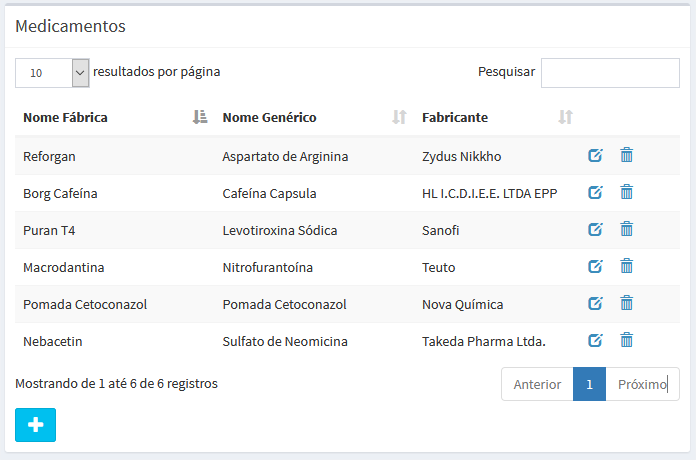 Medicamentos
10 resultados por página Pesquisar
Nome Fábrica Nome Genérico Fabricante
Reforgan Aspartato de Arginina Zydus Nikkho
Borg Cafeína Cafeína Capsula HL I.C.D.I.E.E. LTDA EPP
Puran T4 Levotiroxina Sódica Sanofi
Macrodantina Nitrofurantoína Teuto
Pomada Cetoconazol Pomada Cetoconazol Nova Química
Nebacetin Sulfato de Neomicina Takeda Pharma Ltda.
Mostrando de 1 até 6 de 6 registros Anterior 1 Próximo